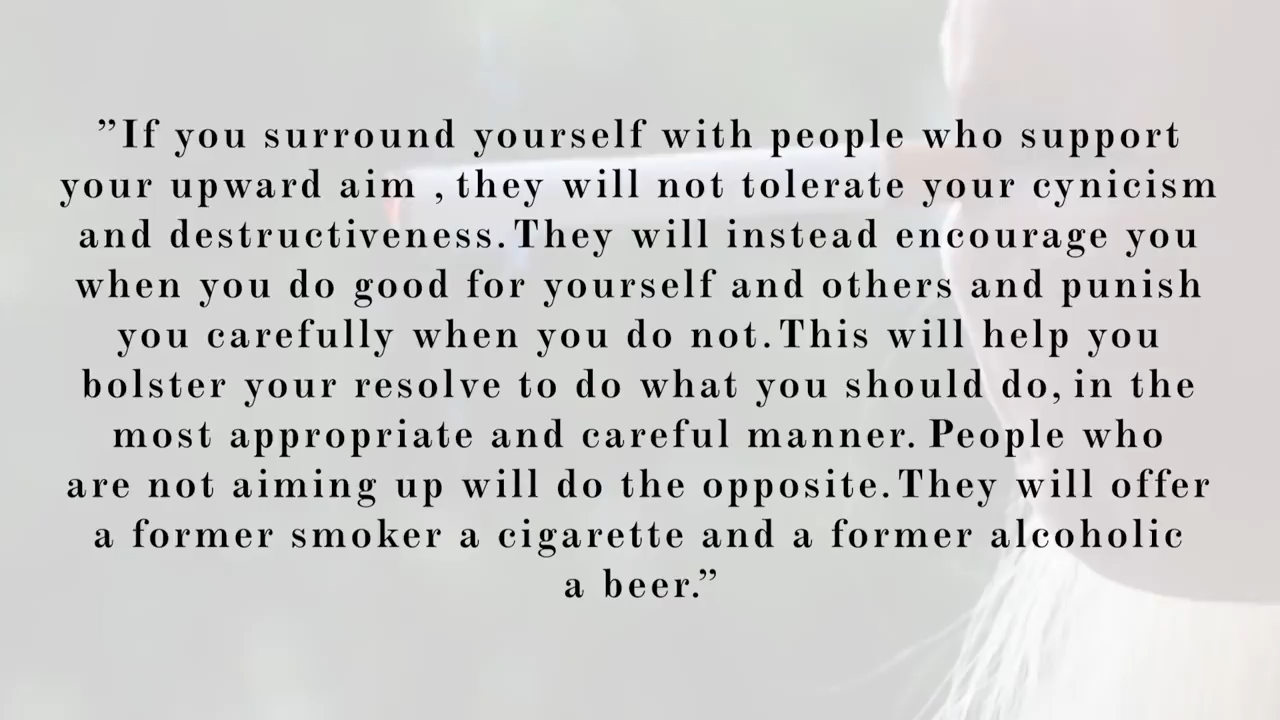 ”If you surround yourself with people who support
your upward aim , they will not tolerate your cynicism
and destructiveness. They will instead encourage you
when you do good for yourself and others and punish
you carefully when you do not. This will help you
bolster your resolve to do what you should do, in the
most appropriate and careful manner. People who
are not aiming up will do the opposite. They will offer
a former smoker a cigarette and a former alcoholic
a beer.”